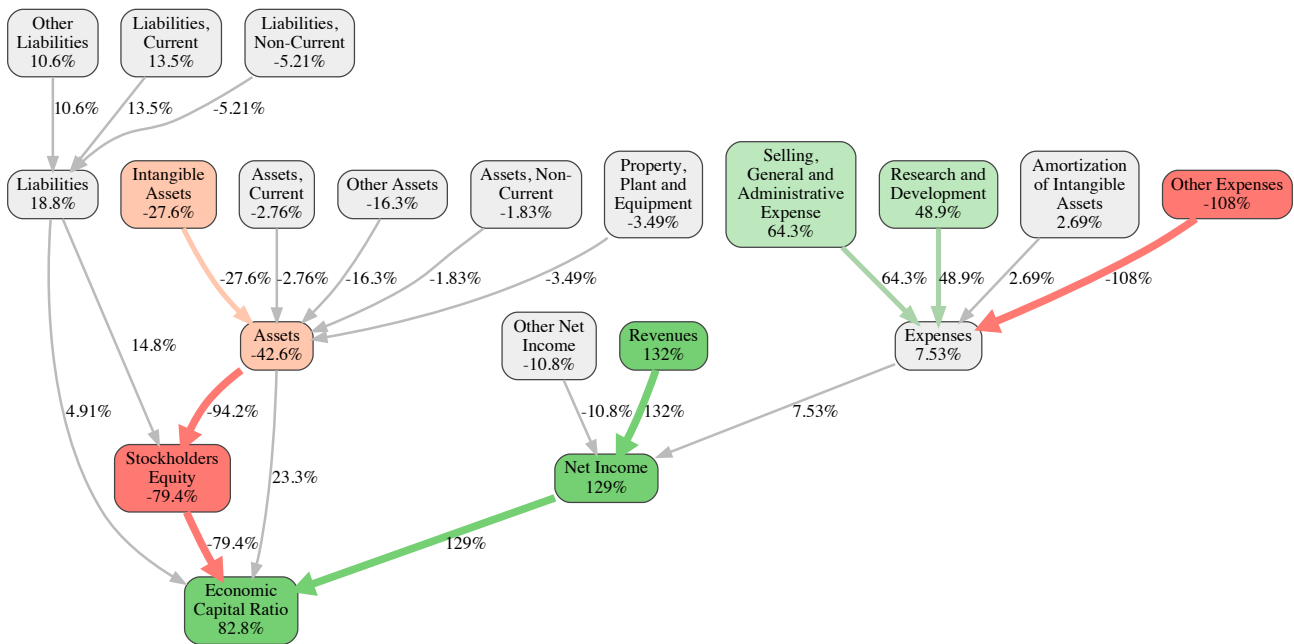 Other
Liabilities
10.6%
Liabilities,
Current
13.5%
Liabilities,
Non-Current
-5.21%
10.6%
13.5%
-5.21%
Liabilities
18.8%
Intangible
Assets
-27.6%
Assets,
Current
-2.76%
Other Assets
-16.3%
Assets, Non-
Current
-1.83%
Property,
Plant and
Equipment
-3.49%
Selling,
General and
Administrative
Expense
64.3%
Research and
Development
48.9%
Amortization
of Intangible
Assets
2.69%
Other Expenses
-108%
-27.6%
-2.76%
-16.3%
-1.83%
-3.49%
64.3%
48.9%
2.69%
-108%
Assets
-42.6%
Other Net
Income
-10.8%
Revenues
132%
Expenses
7.53%
14.8%
4.91%
-94.2%
-10.8%
132%
7.53%
Stockholders
Equity
-79.4%
23.3%
Net Income
129%
-79.4%
129%
Economic
Capital Ratio
82.8%